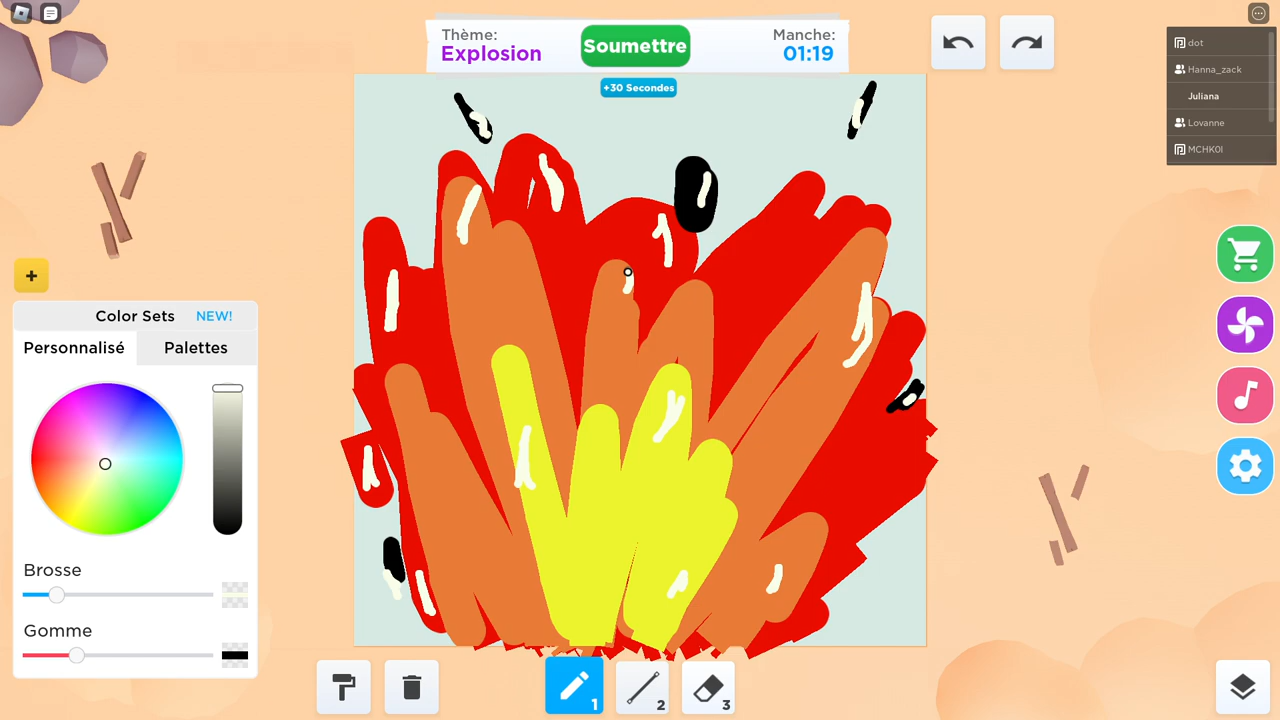 Thème:
Explosion
Soumettre
Manche:
01:19
+30 Secondes
dot
Hanna_zack
Juliana
Lovanne
MCHK0I
+
Color Sets NEW!
Personnalisé Palettes
Brosse
Gomme
1
2
3